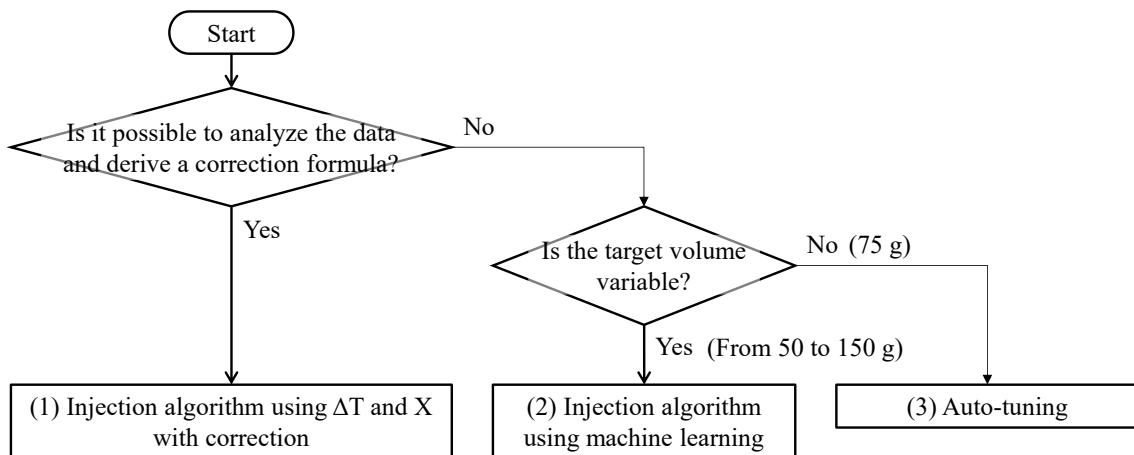 Start
Is it possible to analyze the data
and derive a correction formula?
No
Yes
Is the target volume
variable?
No (75 g)
Yes (From 50 to 150 g)
(1) Injection algorithm using ΔT and X
with correction
(2) Injection algorithm
using machine learning
(3) Auto-tuning